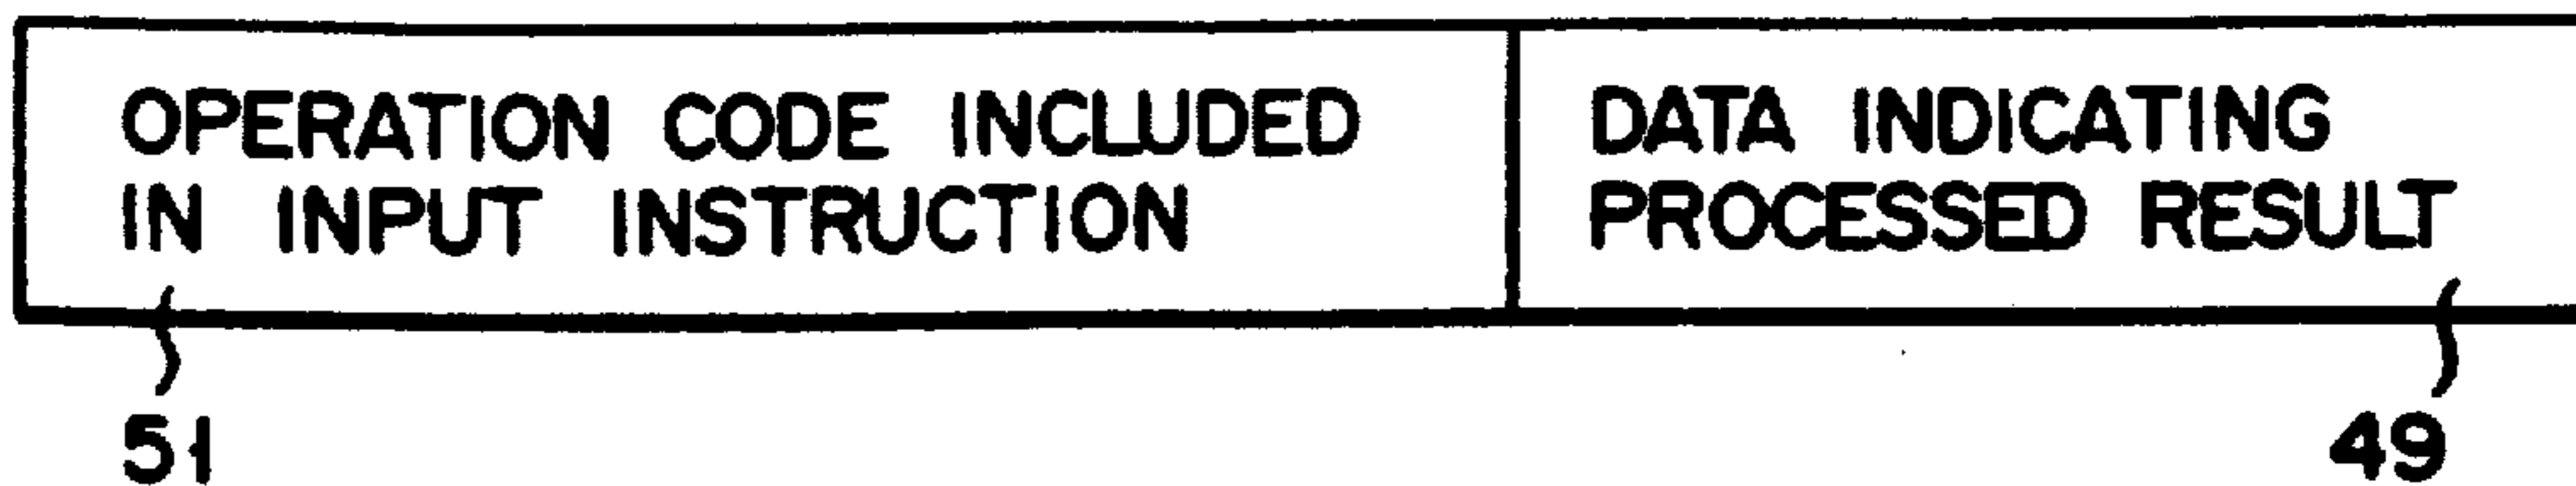 OPERATION CODE INCLUDED
IN INPUT INSTRUCTION
DATA INDICATING
PROCESSED RESULT
51
49